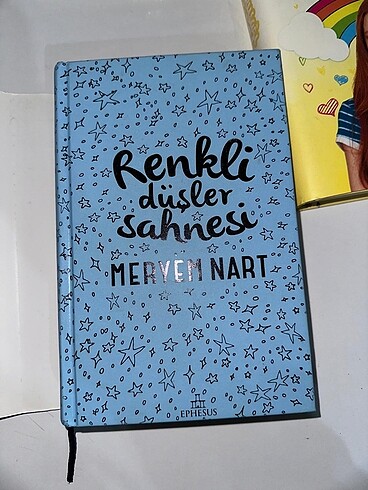 Renkli
düşler
sahnesi
MERYEM NART
EPHESUS